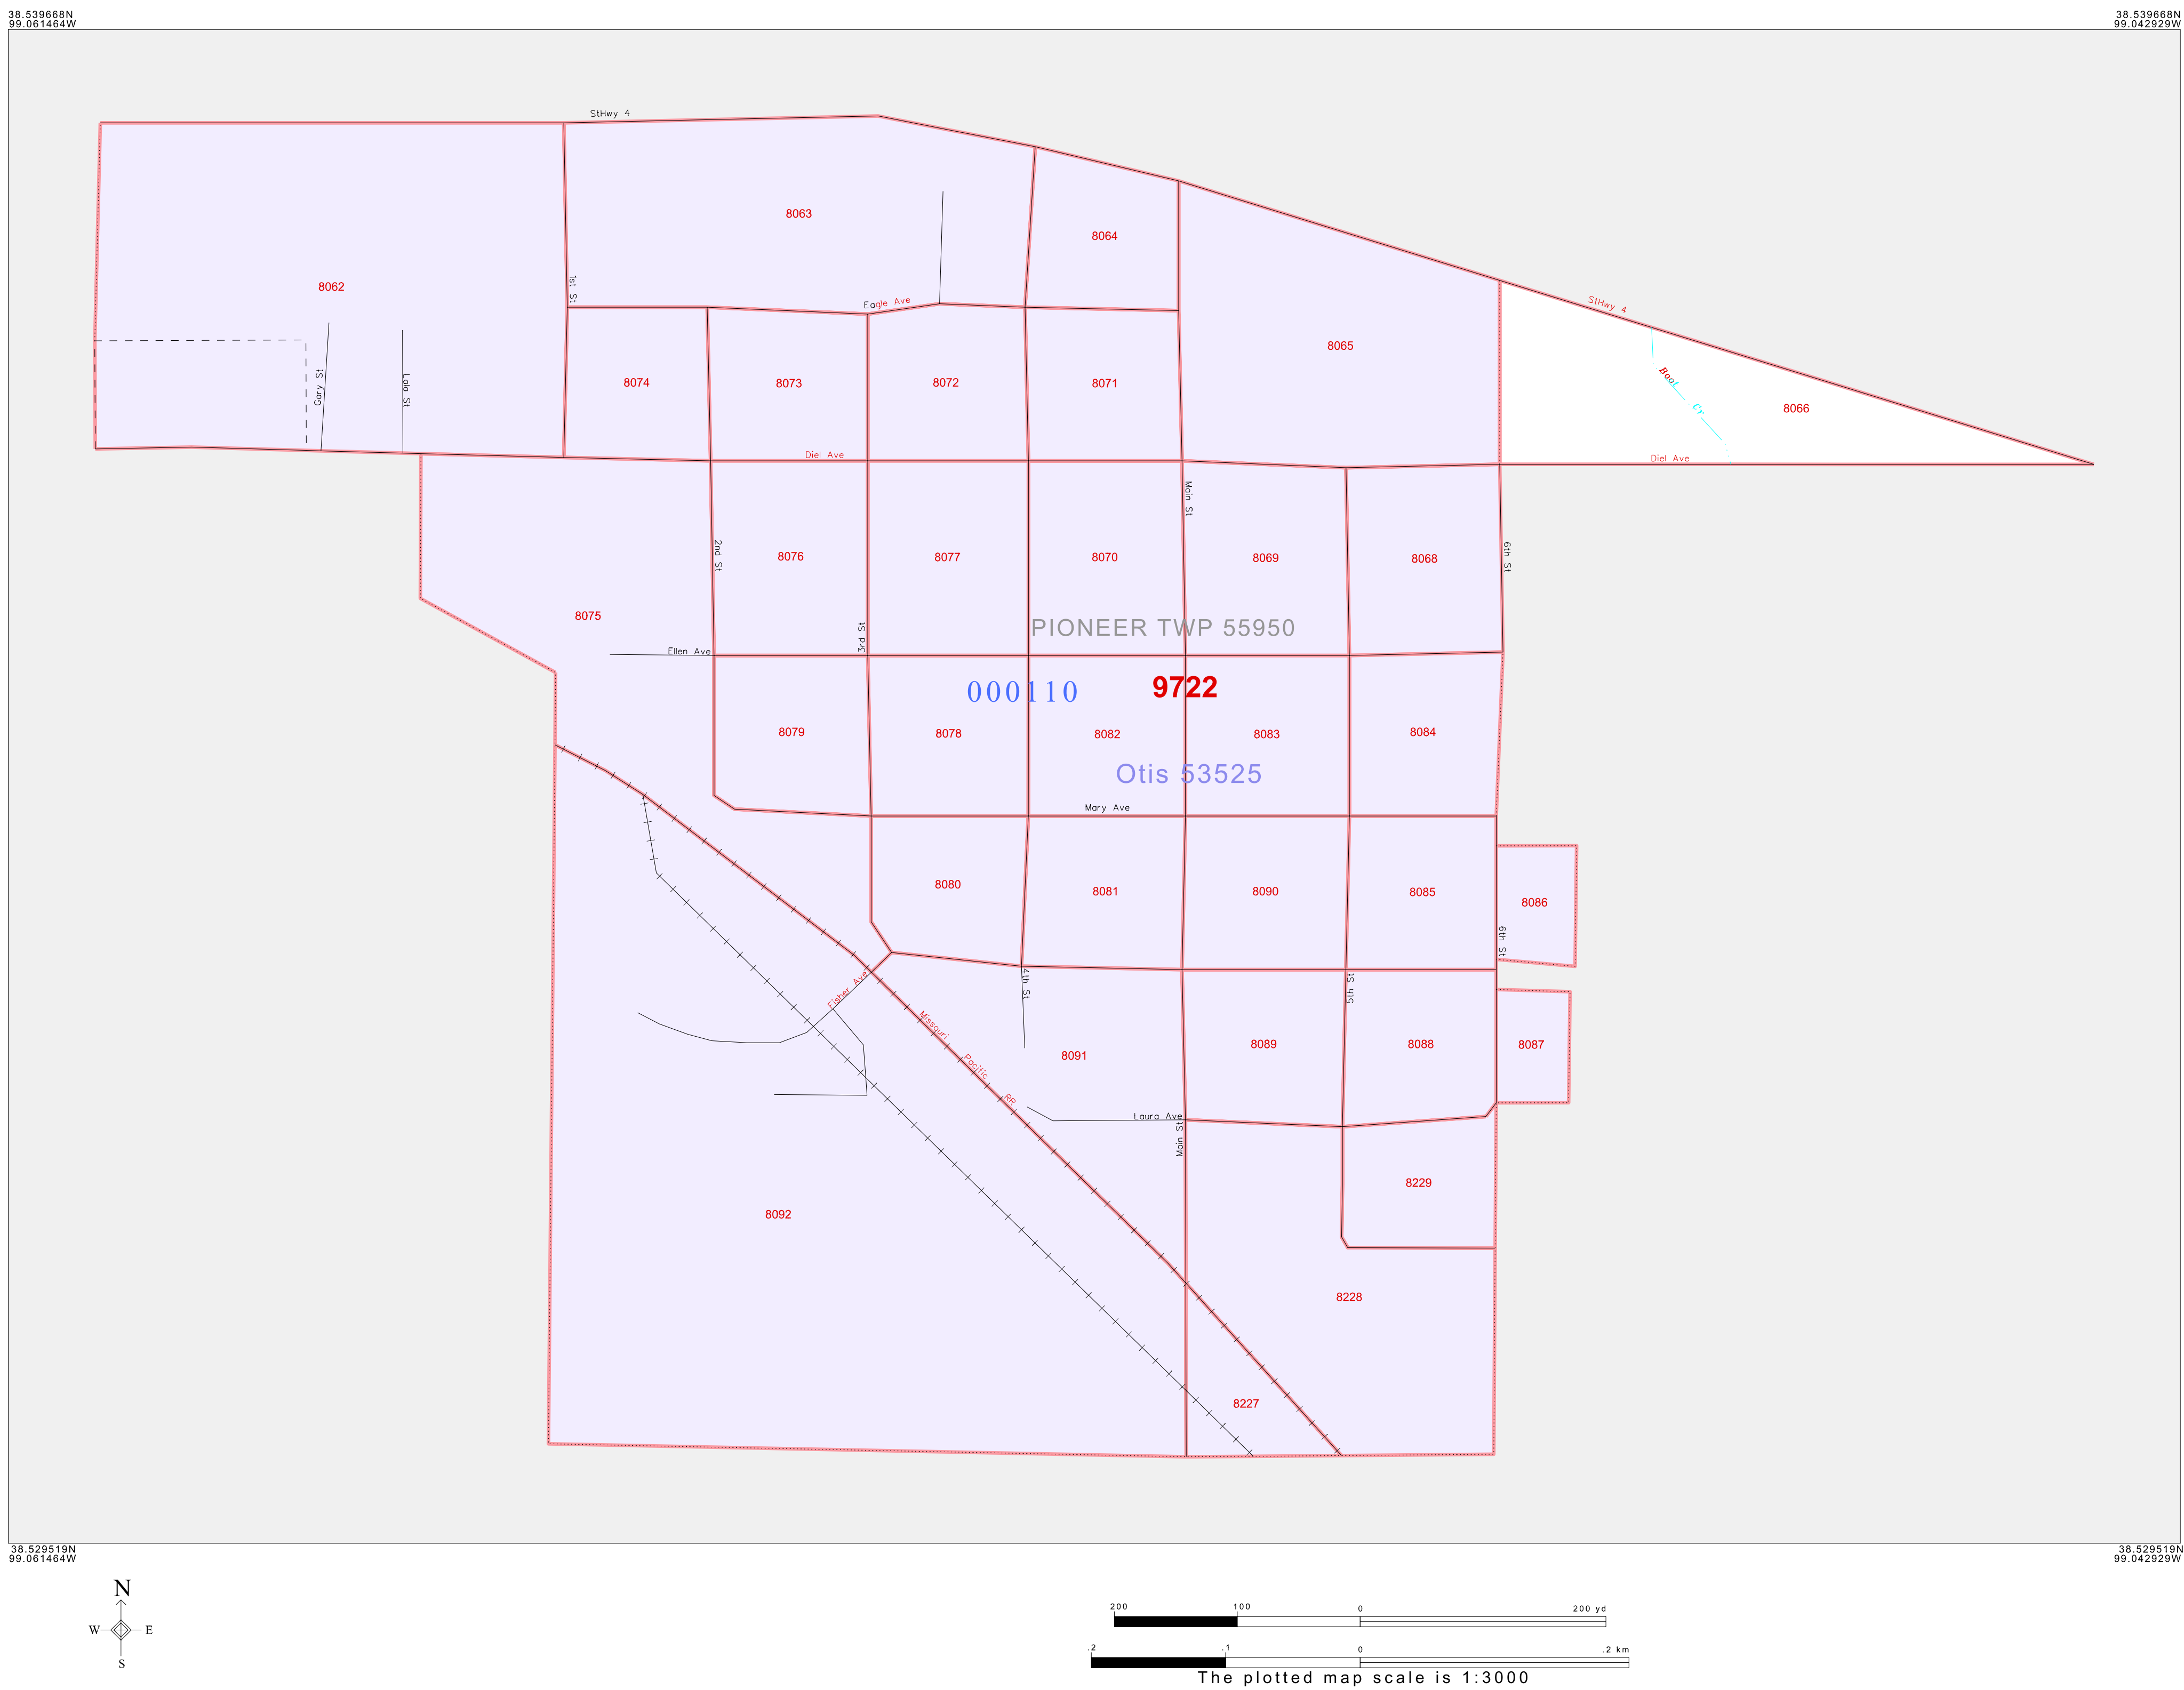 38.539668N
99.061464W
38.539668N
99.042929W
StHwy 4
8063
8064
8062
1st St
Eagle Ave
StHwy 4
8065
Gary St
Lola St
8074
8073
8072
8071
Boot Cr
8066
Diel Ave
Diel Ave
Main St
2nd St
8076
8077
8070
8069
8068
6th St
8075
PIONEER TWP 55950
3rd St
Ellen Ave
000110
9722
8079
8078
8082
8083
8084
Otis 53525
Mary Ave
8080
8081
8090
8085
8086
6th St
4th St
5th St
Fisher Ave
Missouri Pacific RR
8091
8089
8088
8087
Laura Ave
Main St
8229
8092
8228
8227
38.529519N
99.061464W
38.529519N
99.042929W
N
W
E
S
200
100
0
200 yd
.2
.1
0
.2 km
The plotted map scale is 1:3000